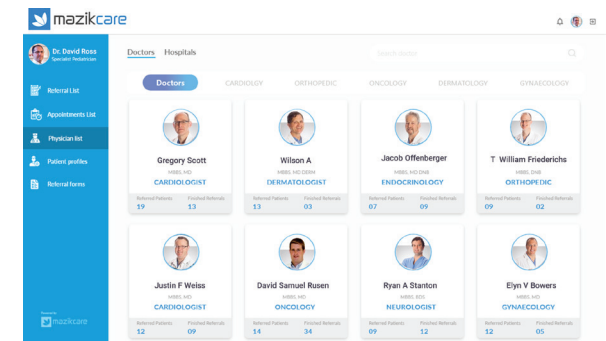 mazikcare
Dr. David Ross
Specialist Pediatrician
Doctors Hospitals
Search doctors
Referral List
Appointments List
Physician list
Patient profiles
Referral forms
Doctors CARDIOLOGY ORTHOPEDIC ONCOLOGY DERMATOLOGY GYNAECOLOGY
Gregory Scott Wilson A Jacob Offenberger T William Friederichs
MBBS, MD MBBS, MD DERM MBBS, MD DNB MBBS, DNB
CARDIOLOGIST DERMATOLOGIST ENDOCRINOLOGY ORTHOPEDIC
Referred Patients Finished Referrals Referred Patients Finished Referrals Referred Patients Finished Referrals Referred Patients Finished Referrals
19 13 13 03 07 09 09 02
Justin F Weiss David Samuel Rusen Ryan A Stanton Elyn V Bowers
MBBS, MD MBBS, MD MBBS, BDS MBBS, MD
CARDIOLOGIST ONCOLOGY NEUROLOGIST GYNAECOLOGY
Referred Patients Finished Referrals Referred Patients Finished Referrals Referred Patients Finished Referrals Referred Patients Finished Referrals
12 09 14 34 09 12 12 05
mazikcare